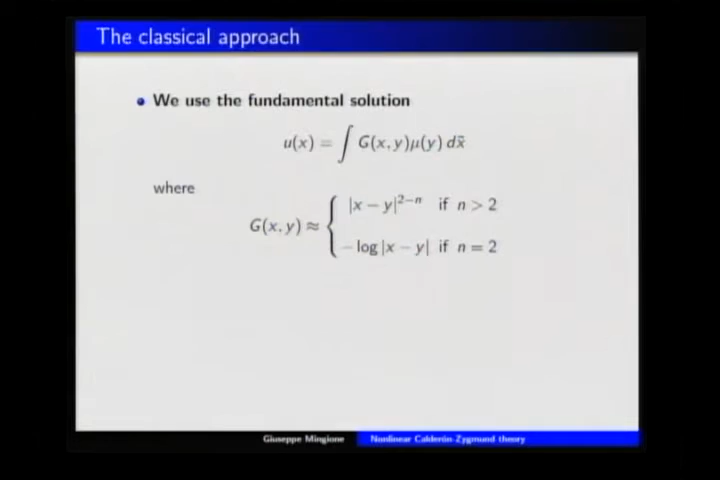 The classical approach
We use the fundamental solution
u(x) = ∫ G(x, y)μ(y) dx̃
where
G(x, y) ≈ { |x − y|^{2−n} if n > 2
− log |x − y| if n = 2
Giuseppe Mingione Nonlinear Calderón-Zygmund theory